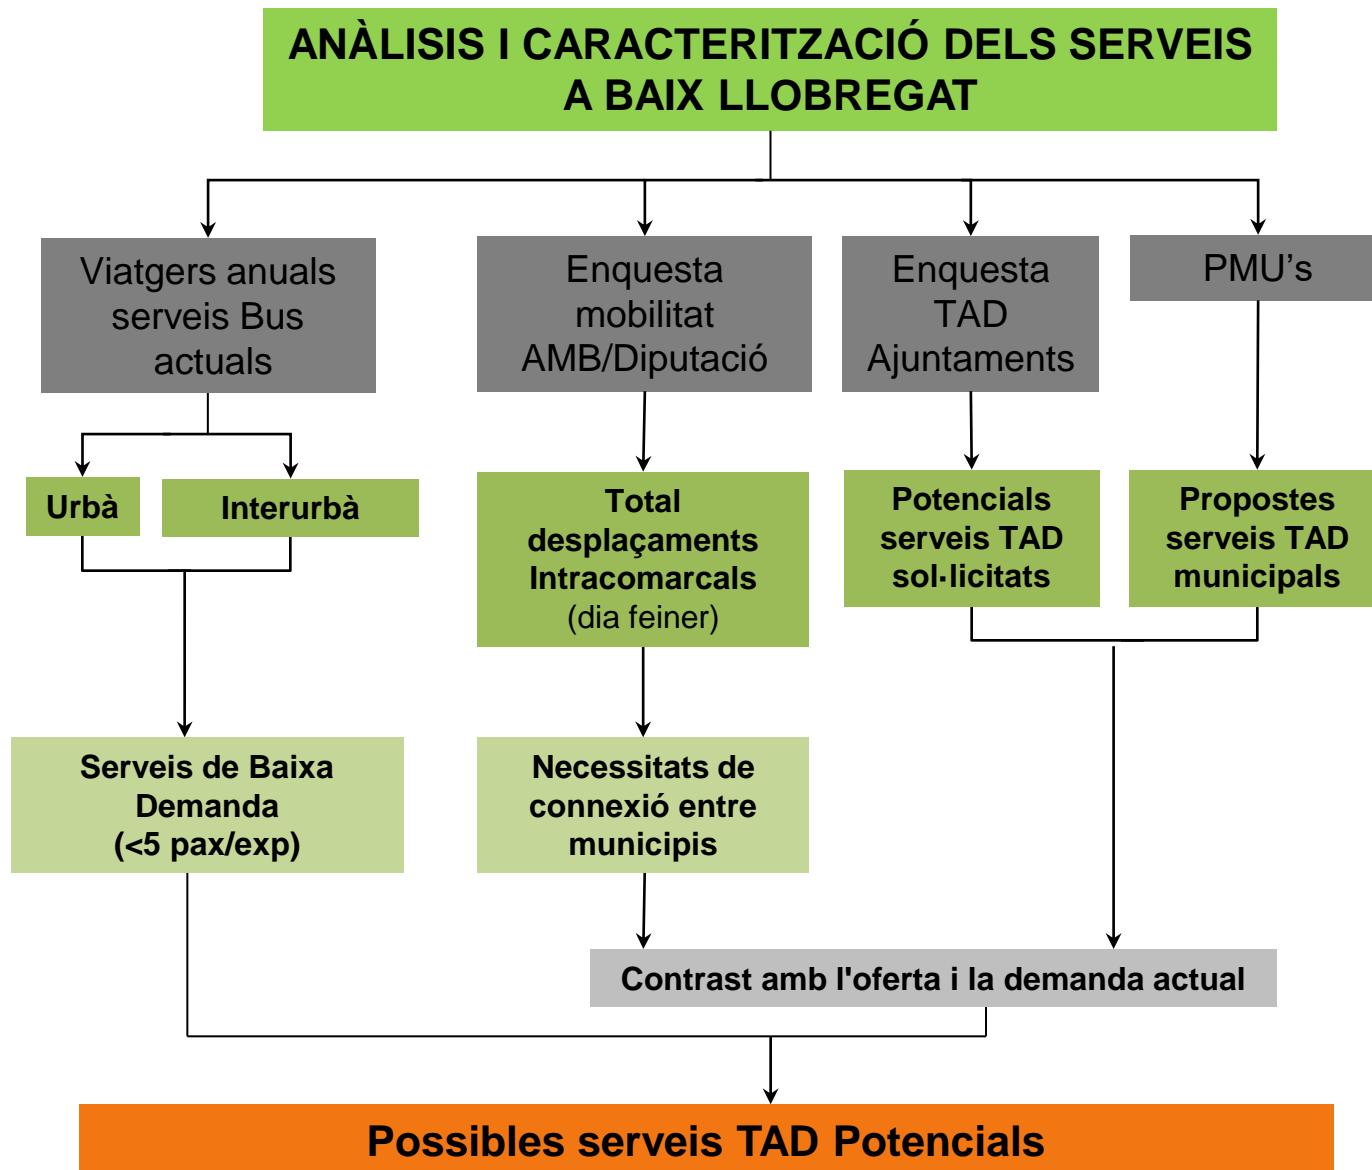 ANÀLISIS I CARACTERITZACIÓ DELS SERVEIS
A BAIX LLOBREGAT
Viatgers anuals
serveis Bus
actuals
Enquesta
mobilitat
AMB/Diputació
Enquesta
TAD
Ajuntaments
PMU's
Urbà
Interurbà
Total
desplaçaments
Intracomarcals
(dia feiner)
Potencials
serveis TAD
sol·licitats
Propostes
serveis TAD
municipals
Serveis de Baixa
Demanda
(<5 pax/exp)
Necessitats de
connexió entre
municipis
Contrast amb l'oferta i la demanda actual
Possibles serveis TAD Potencials